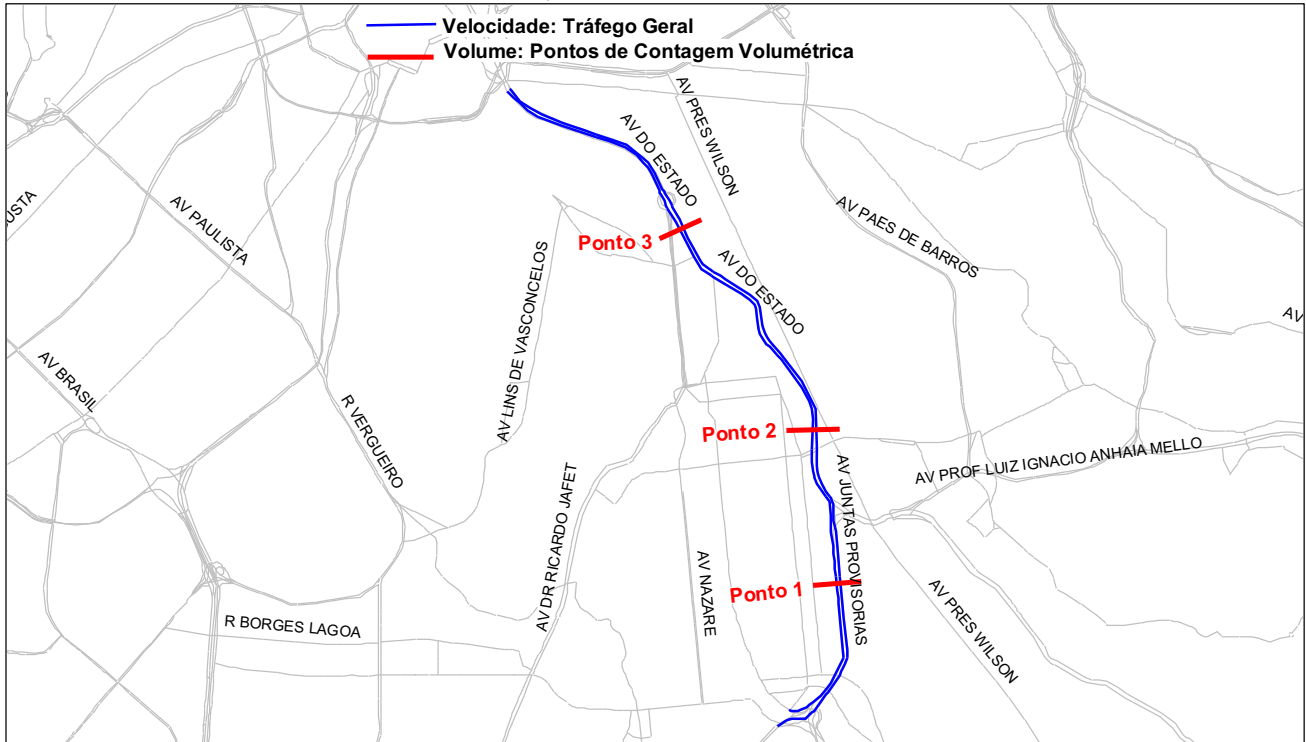 Velocidade: Tráfego Geral
Volume: Pontos de Contagem Volumétrica
AV PRES WILSON
AV DO ESTADO
AV PAULISTA
AV PAES DE BARROS
Ponto 3
AV DO ESTADO
AV LINS DE VASCONCELOS
AV
AV BRASIL
R VERGUEIRO
Ponto 2
AV PROF LUIZ IGNACIO ANHAIA MELLO
AV JUNTAS PROVISORIAS
AV DR RICARDO JAFET
AV NAZARE
Ponto 1
AV PRES WILSON
R BORGES LAGOA